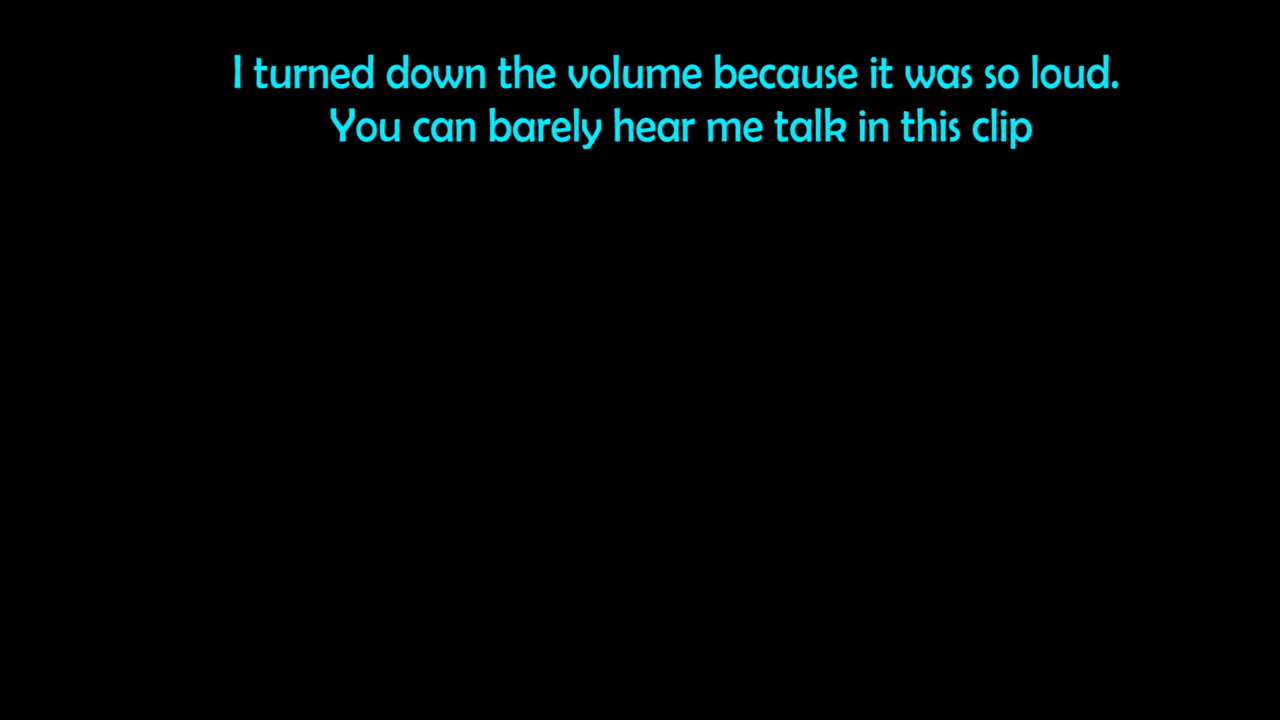 I turned down the volume because it was so loud.
You can barely hear me talk in this clip